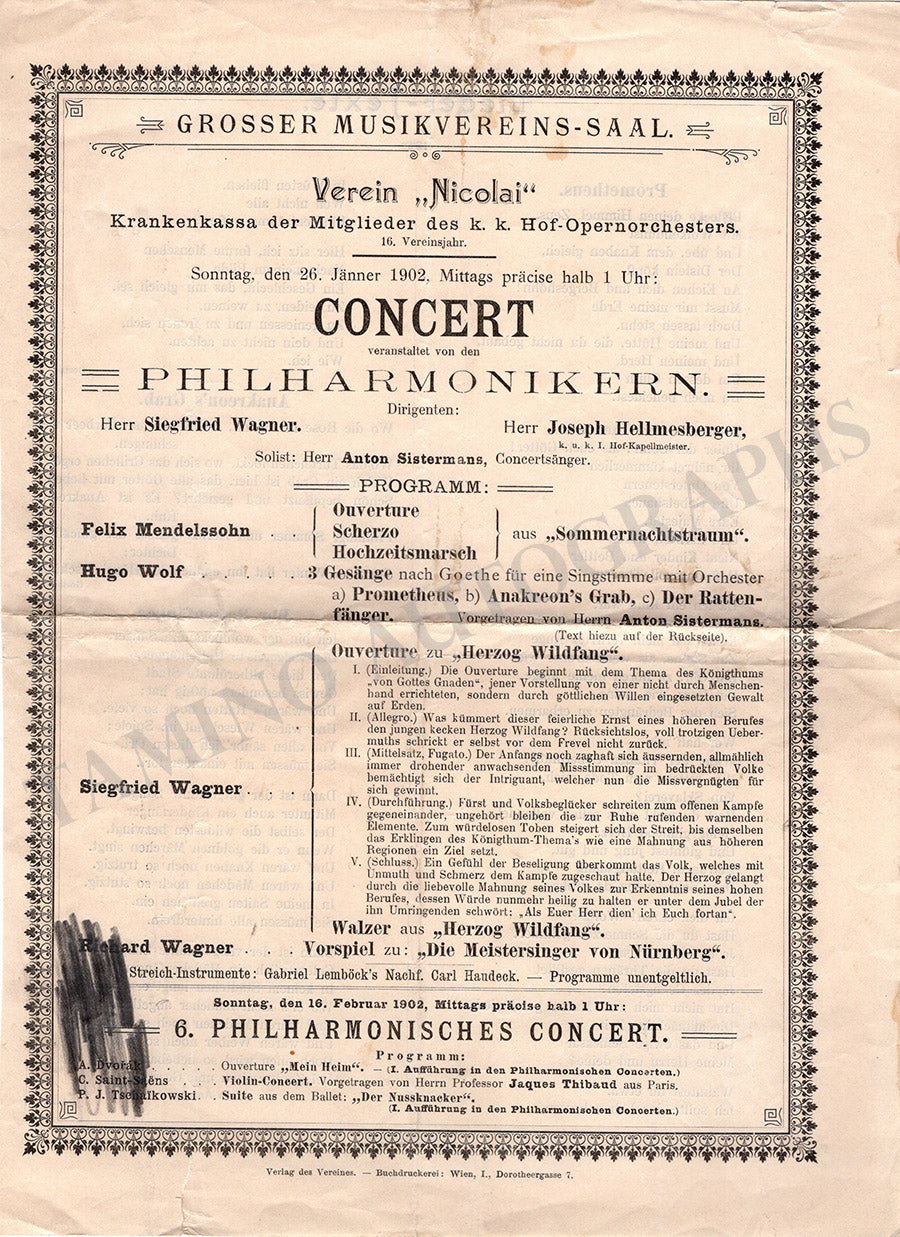 GROSSER MUSIKVEREINS-SAAL.
Verein „Nicolai“
Krankenkassa der Mitglieder des k. k. Hof-Opernorchesters.
16. Vereinsjahr.
Sonntag, den 26. Jänner 1902, Mittags präcise halb 1 Uhr:
CONCERT
veranstaltet von den
PHILHARMONIKERN.
Dirigenten:
Herr Siegfried Wagner. Herr Joseph Hellmesberger,
k. u. k. I. Hof-Kapellmeister.
Solist: Herr Anton Sistermans, Concertsänger.
PROGRAMM:
Felix Mendelssohn . . Ouverture
Scherzo
Hochzeitsmarsch aus „Sommernachtstraum“.
Hugo Wolf . . . . . 3 Gesänge nach Goethe für eine Singstimme mit Orchester
a) Prometheus, b) Anakreon's Grab, c) Der Ratten-
fänger. Vorgetragen von Herrn Anton Sistermans.
(Text hiezu auf der Rückseite).
Siegfried Wagner . . .
Ouverture zu „Herzog Wildfang“.
I. (Einleitung.) Die Ouverture beginnt mit dem Thema des Königthums
„von Gottes Gnaden“, jener Vorstellung von einer nicht durch Menschen-
hand errichteten, sondern durch göttlichen Willen eingesetzten Gewalt
auf Erden.
II. (Allegro.) Was kümmert dieser feierliche Ernst eines höheren Berufes
den jungen kecken Herzog Wildfang? Rücksichtslos, voll trotzigen Ueber-
muths schrickt er selbst vor dem Frevel nicht zurück.
III. (Mittelsatz, Fugato.) Der Anfangs noch zaghaft sich äussernden, allmählich
immer drohender anwachsenden Missstimmung im bedrückten Volke
bemächtigt sich der Intriguant, welcher nun die Missvergnügten für
sich gewinnt.
IV. (Durchführung.) Fürst und Volksbeglücker schreiten zum offenen Kampfe
gegeneinander, ungehört bleiben die zur Ruhe rufenden warnenden
Elemente. Zum würdelosen Toben steigert sich der Streit, bis demselben
das Erklingen des Königthum-Thema's wie eine Mahnung aus höheren
Regionen ein Ziel setzt.
V. (Schluss.) Ein Gefühl der Beseligung überkommt das Volk, welches mit
Unmuth und Schmerz dem Kampfe zugeschaut hatte. Der Herzog gelangt
durch die liebevolle Mahnung seines Volkes zur Erkenntnis seines hohen
Berufes, dessen Würde nunmehr heilig zu halten er unter dem Jubel der
ihn Umringenden schwört: „Als Euer Herr dien' ich Euch fortan“.
Walzer aus „Herzog Wildfang“.
Richard Wagner . . . . Vorspiel zu: „Die Meistersinger von Nürnberg“.
Streich-Instrumente: Gabriel Lemböck's Nachf. Carl Haudeck. — Programme unentgeltlich.
Sonntag, den 16. Februar 1902, Mittags präcise halb 1 Uhr:
6. PHILHARMONISCHES CONCERT.
Programm:
A. Dvořák . . . . . Ouverture „Mein Heim“. — (I. Aufführung in den Philharmonischen Concerten.)
C. Saint-Saëns . . . Violin-Concert. Vorgetragen von Herrn Professor Jaques Thibaud aus Paris.
P. J. Tschaïkowski . . Suite aus dem Ballet: „Der Nussknacker“.
(I. Aufführung in den Philharmonischen Concerten.)
Verlag des Vereines. — Buchdruckerei: Wien, I., Dorotheergasse 7.
TAMINO AUTOGRAPHS